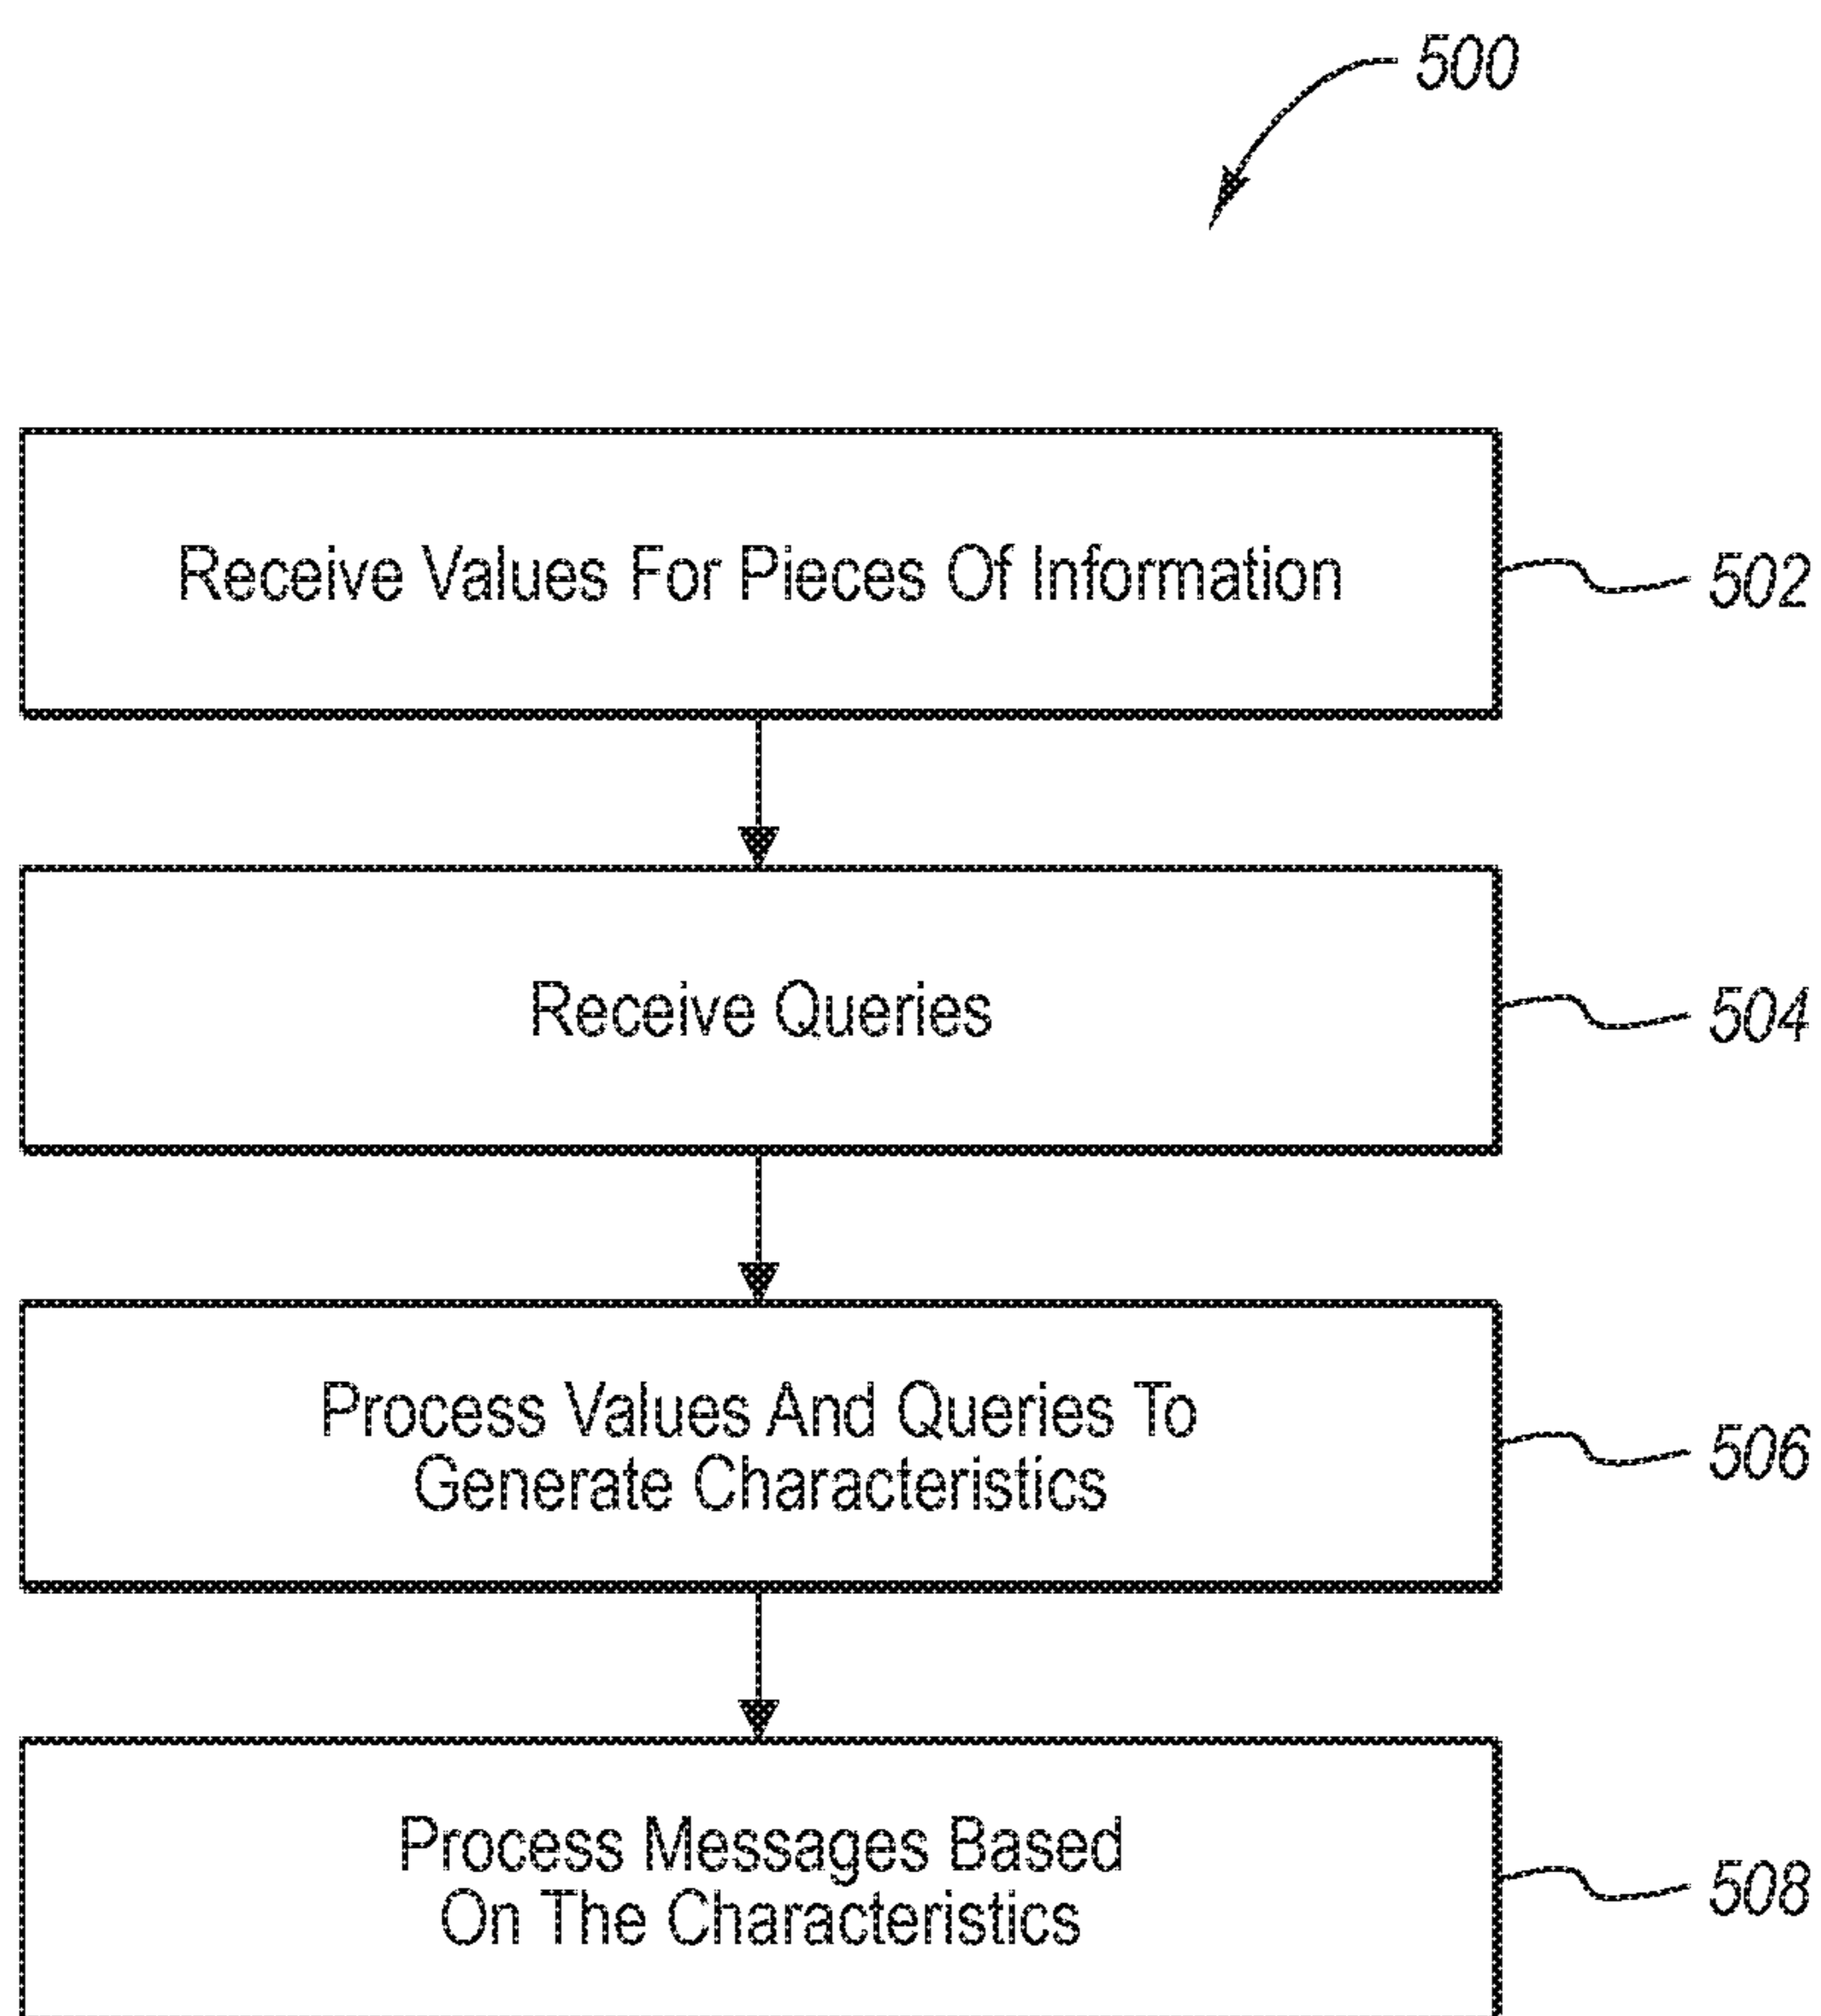 500
Receive Values For Pieces Of Information
502
Receive Queries
504
Process Values And Queries To
Generate Characteristics
506
Process Messages Based
On The Characteristics
508